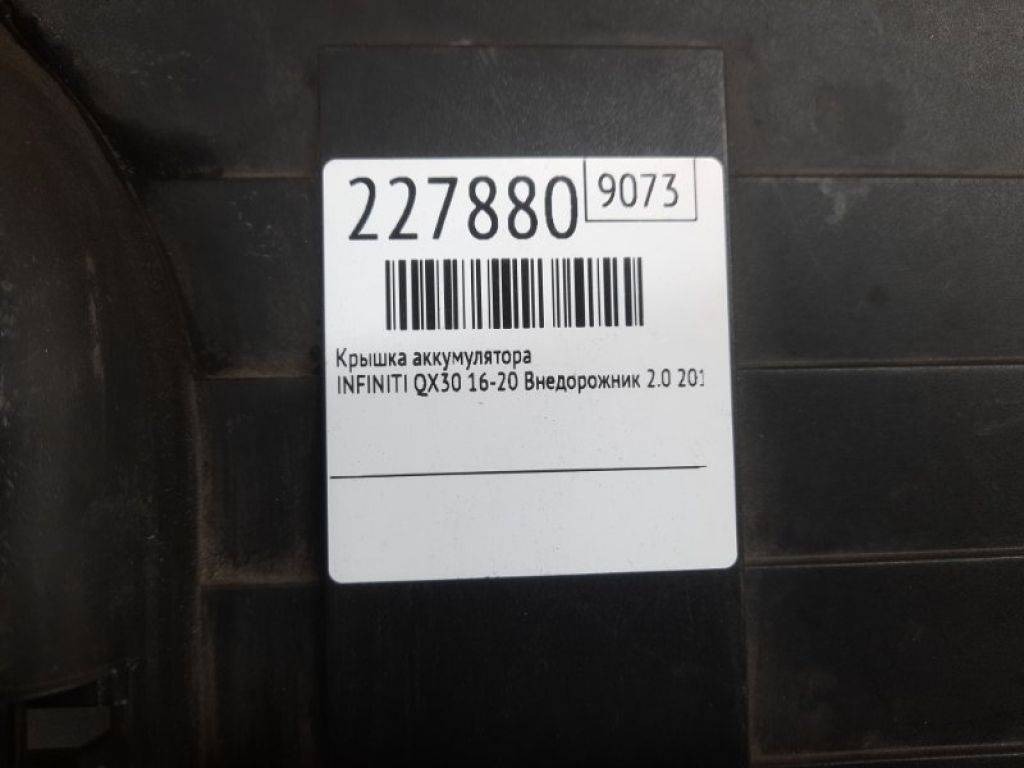 227880 9073
Крышка аккумулятора
INFINITI QX30 16-20 Внедорожник 2.0 201